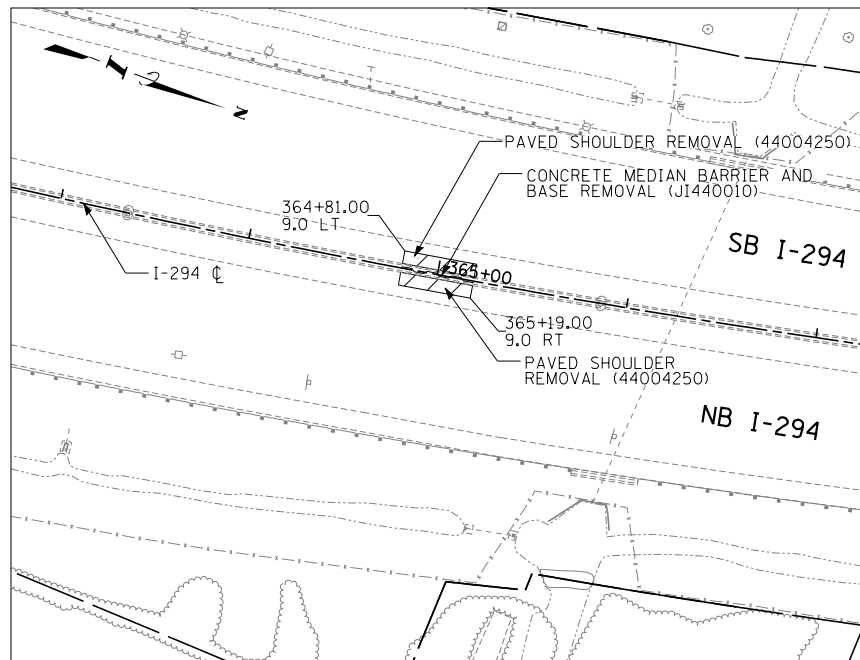 N
PAVED SHOULDER REMOVAL (44004250)
CONCRETE MEDIAN BARRIER AND
BASE REMOVAL (JI440010)
364+81.00
9.0 LT
SB I-294
I-294 ℄
365+00
365+19.00
9.0 RT
PAVED SHOULDER
REMOVAL (44004250)
NB I-294